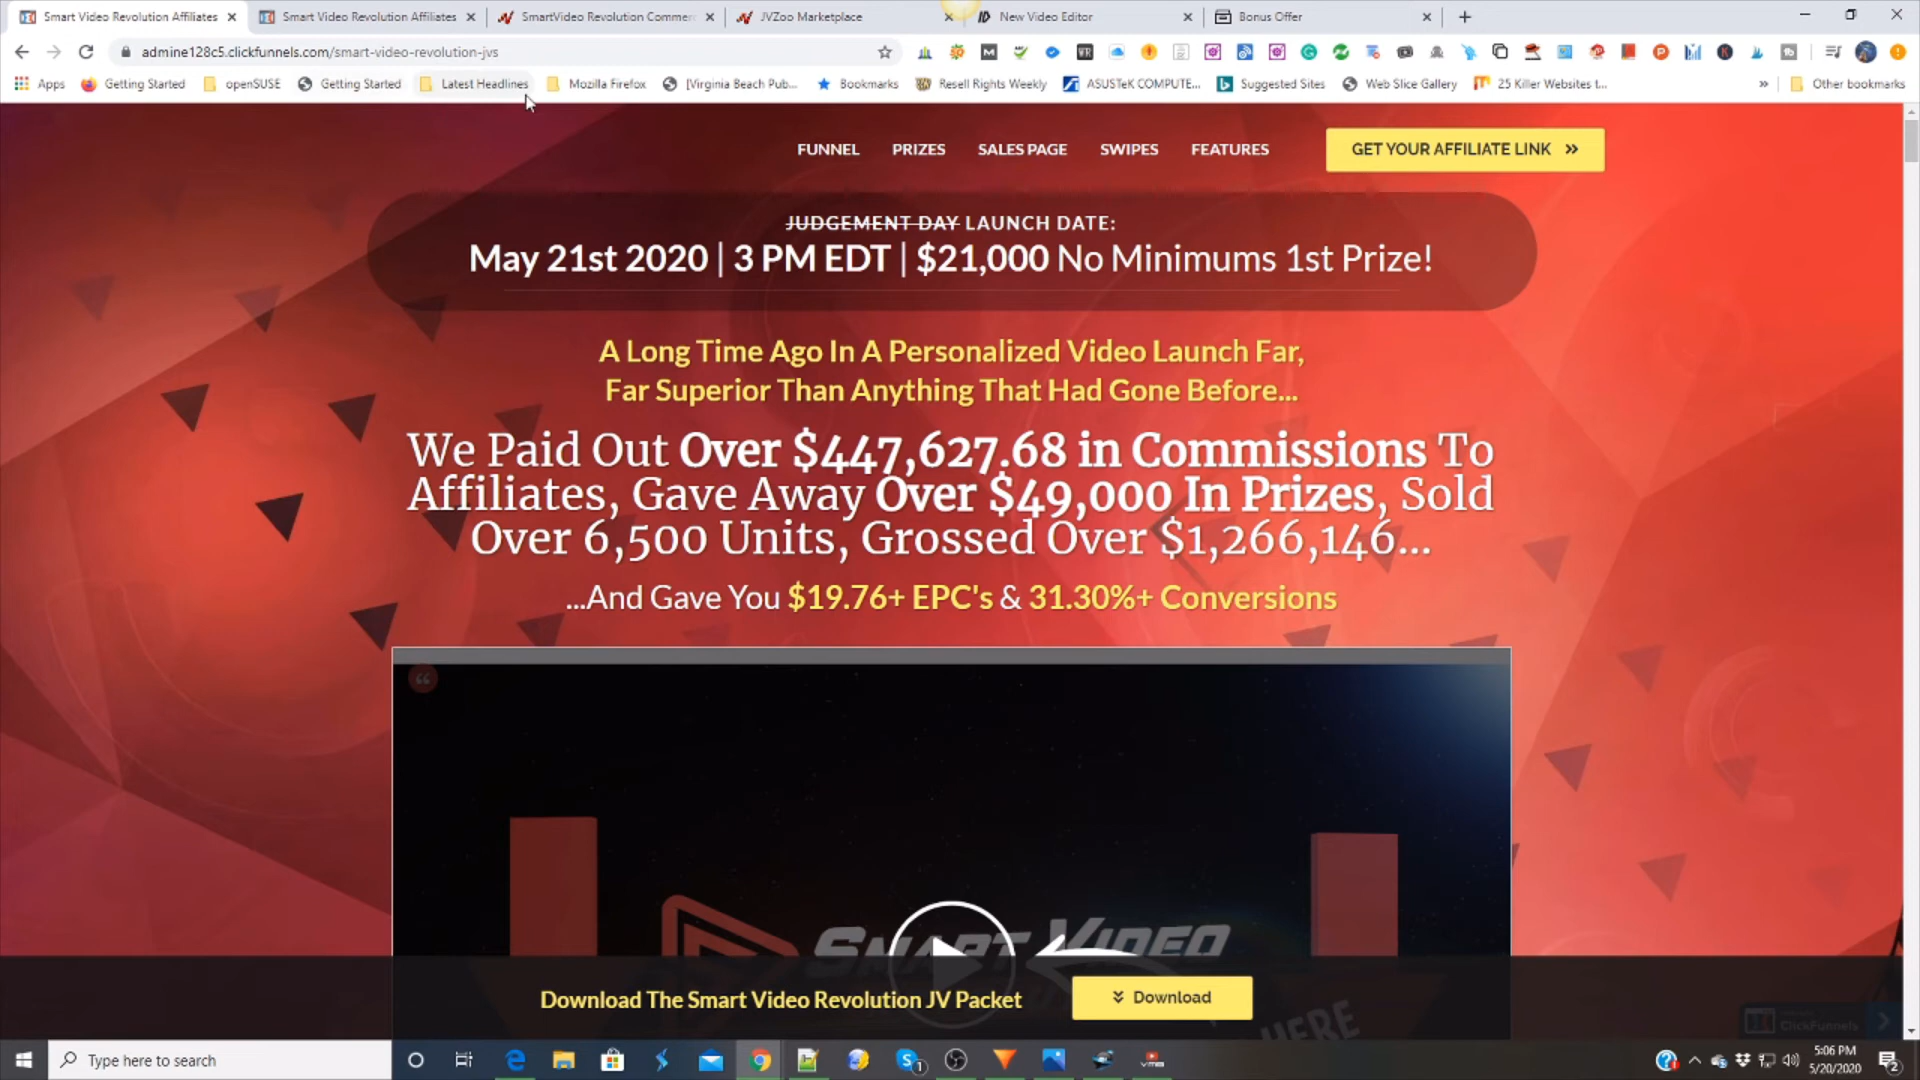 Smart Video Revolution Affiliates
Smart Video Revolution Affiliates
SmartVideo Revolution Commer
JVZoo Marketplace
New Video Editor
Bonus Offer
admine128c5.clickfunnels.com/smart-video-revolution-jvs
Apps
Getting Started
openSUSE
Getting Started
Latest Headlines
Mozilla Firefox
[Virginia Beach Pub...
Bookmarks
Resell Rights Weekly
ASUSTeK COMPUTE...
Suggested Sites
Web Slice Gallery
25 Killer Websites t...
Other bookmarks
FUNNEL
PRIZES
SALES PAGE
SWIPES
FEATURES
GET YOUR AFFILIATE LINK
JUDGEMENT DAY LAUNCH DATE:
May 21st 2020 | 3 PM EDT | $21,000 No Minimums 1st Prize!
A Long Time Ago In A Personalized Video Launch Far,
Far Superior Than Anything That Had Gone Before...
We Paid Out Over $447,627.68 in Commissions To
Affiliates, Gave Away Over $49,000 In Prizes, Sold
Over 6,500 Units, Grossed Over $1,266,146...
...And Gave You $19.76+ EPC's & 31.30%+ Conversions
SMART VIDEO
HERE
Download The Smart Video Revolution JV Packet
Download
ClickFunnels
Type here to search
5:06 PM
5/20/2020